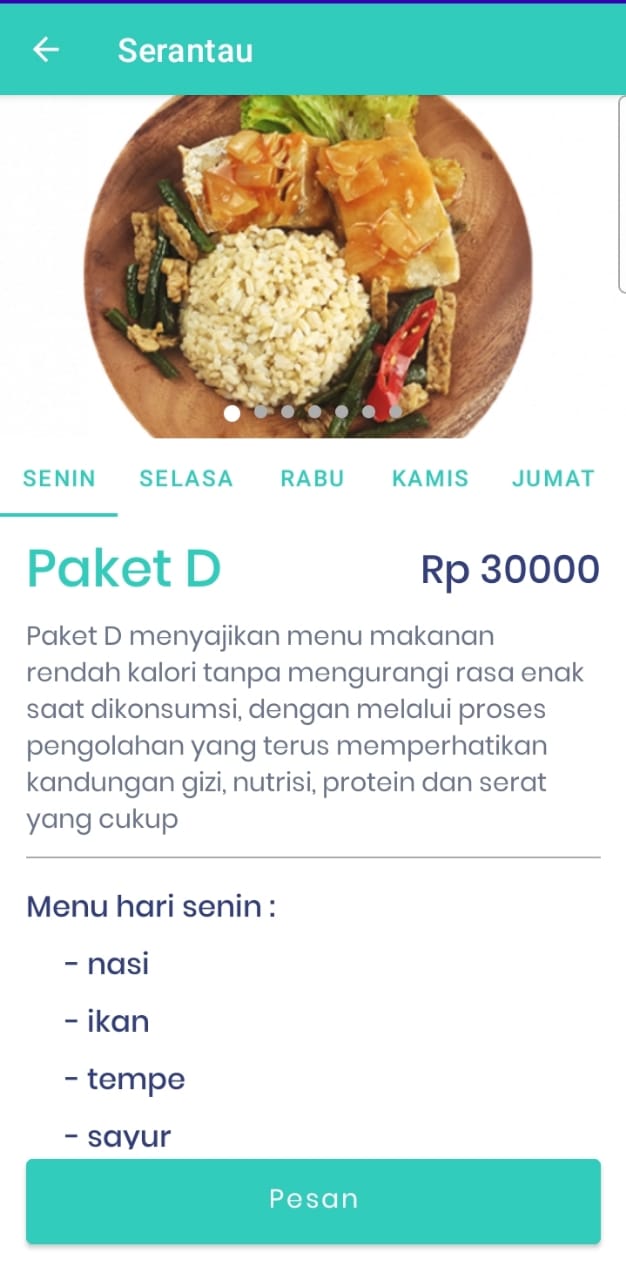 Serantau
SENIN SELASA RABU KAMIS JUMAT
Paket D Rp 30000
Paket D menyajikan menu makanan
rendah kalori tanpa mengurangi rasa enak
saat dikonsumsi, dengan melalui proses
pengolahan yang terus memperhatikan
kandungan gizi, nutrisi, protein dan serat
yang cukup
Menu hari senin :
- nasi
- ikan
- tempe
- sayur
Pesan